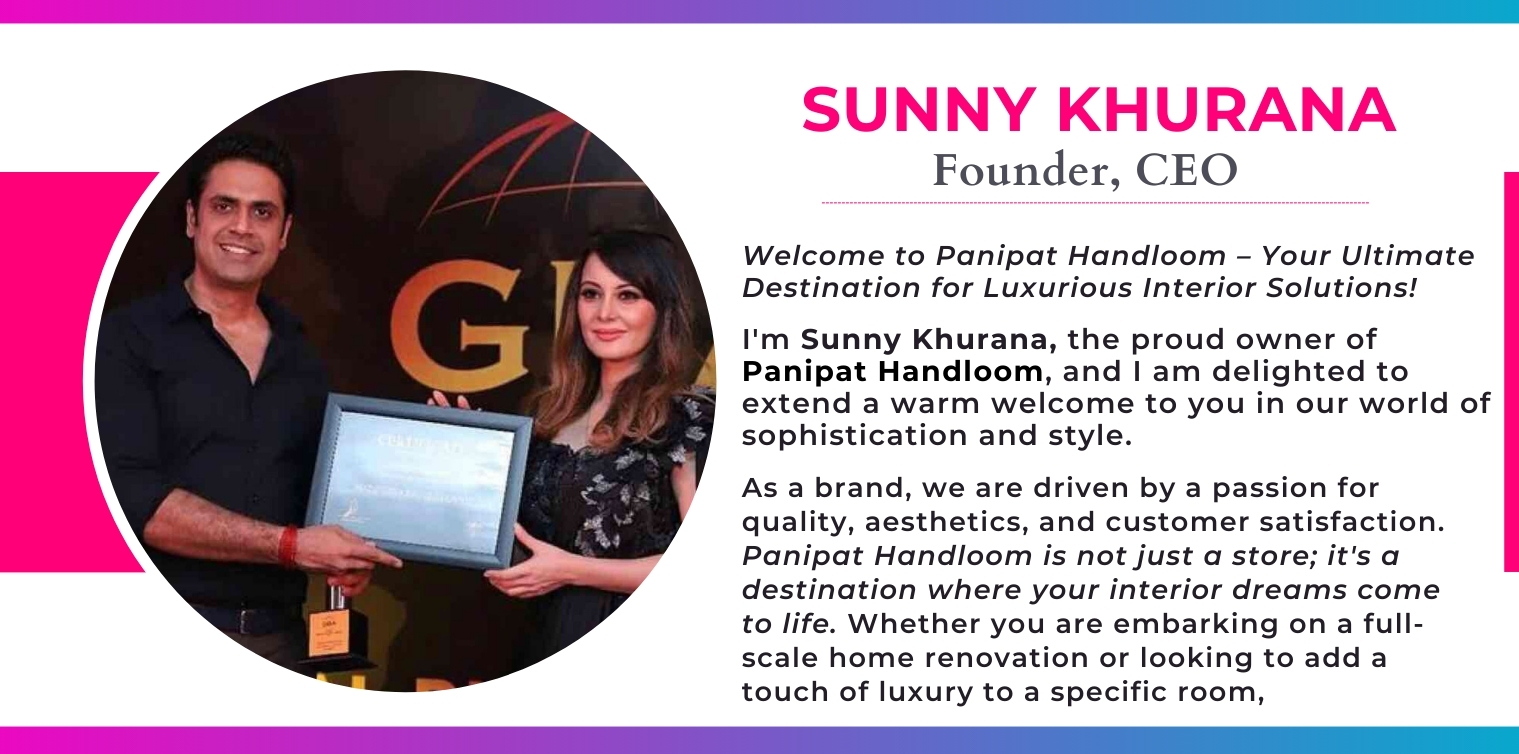 SUNNY KHURANA
Founder, CEO
Welcome to Panipat Handloom – Your Ultimate
Destination for Luxurious Interior Solutions!
I'm Sunny Khurana, the proud owner of
Panipat Handloom, and I am delighted to
extend a warm welcome to you in our world of
sophistication and style.
As a brand, we are driven by a passion for
quality, aesthetics, and customer satisfaction.
Panipat Handloom is not just a store; it's a
destination where your interior dreams come
to life. Whether you are embarking on a full-
scale home renovation or looking to add a
touch of luxury to a specific room,
G
CERTIFICATE